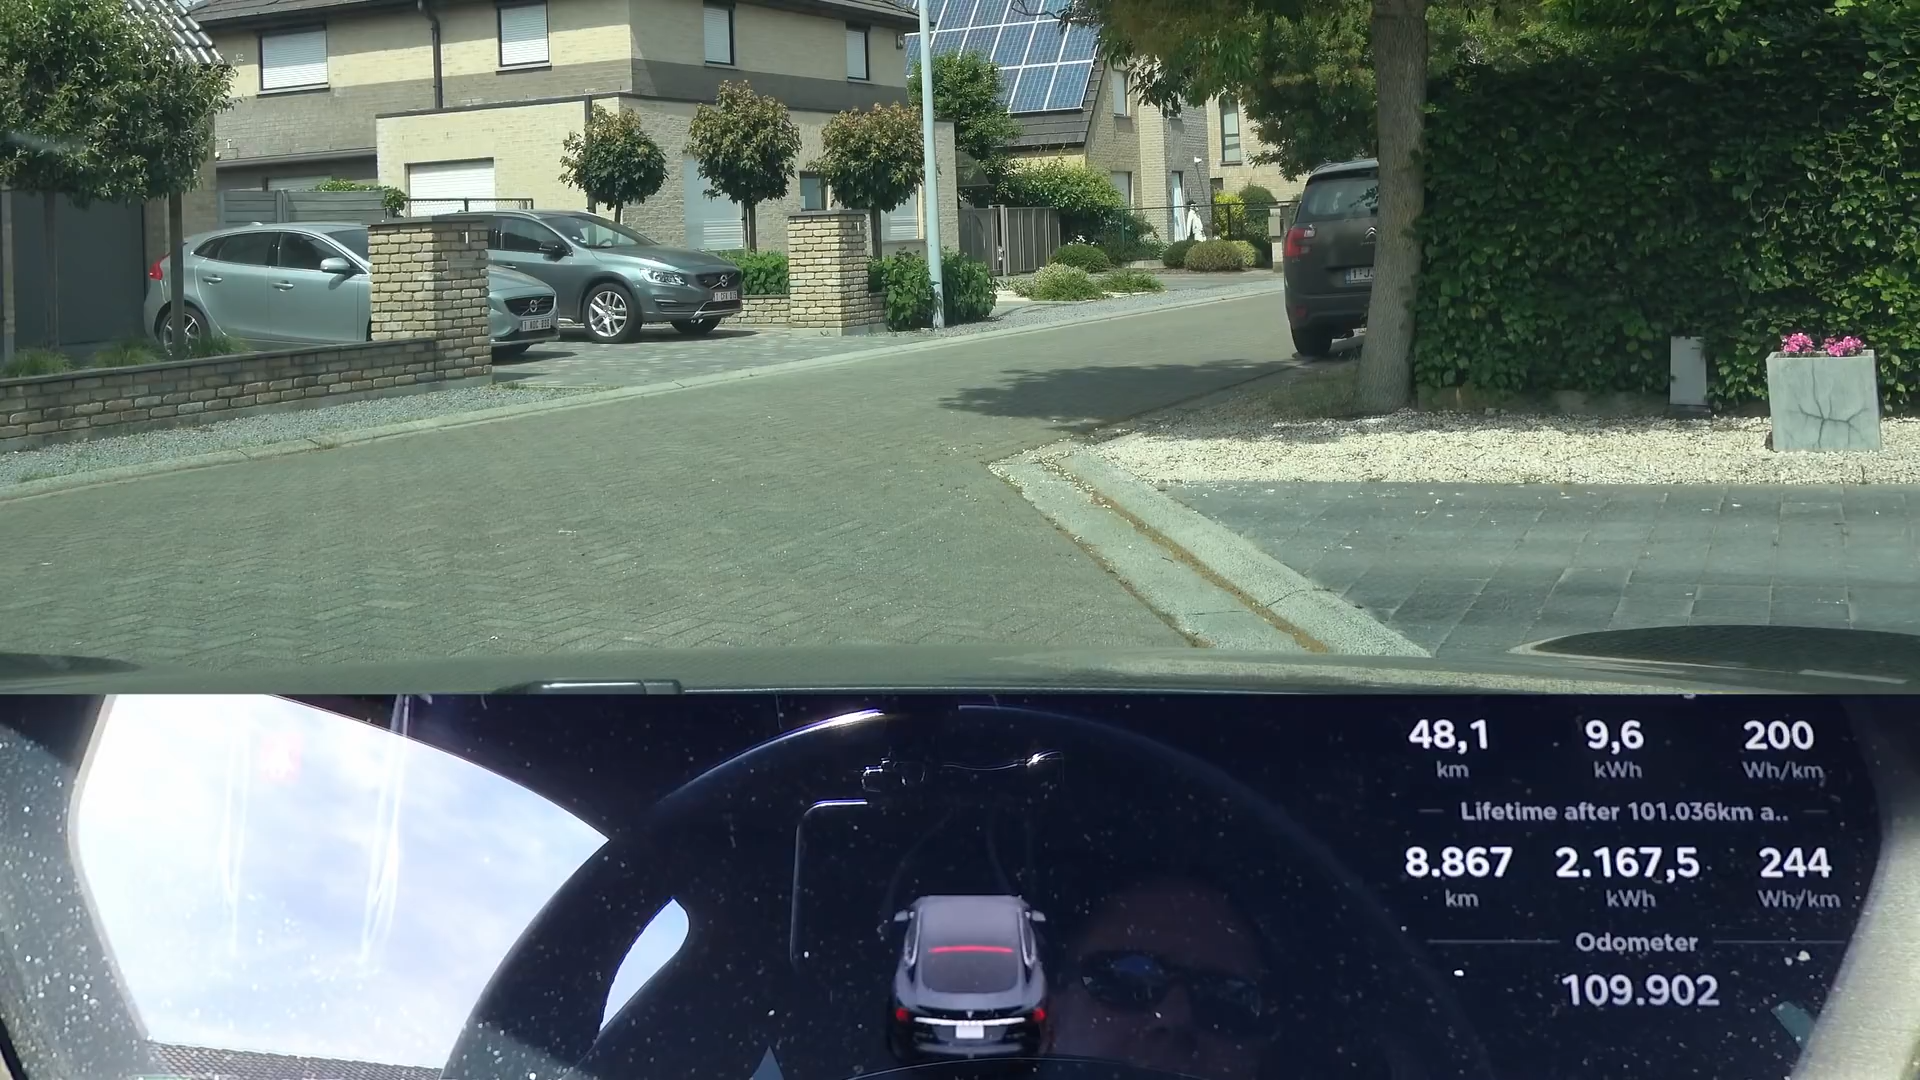 48,1 9,6 200
km kWh Wh/km
Lifetime after 101.036km a..
8.867 2.167,5 244
km kWh Wh/km
Odometer
109.902